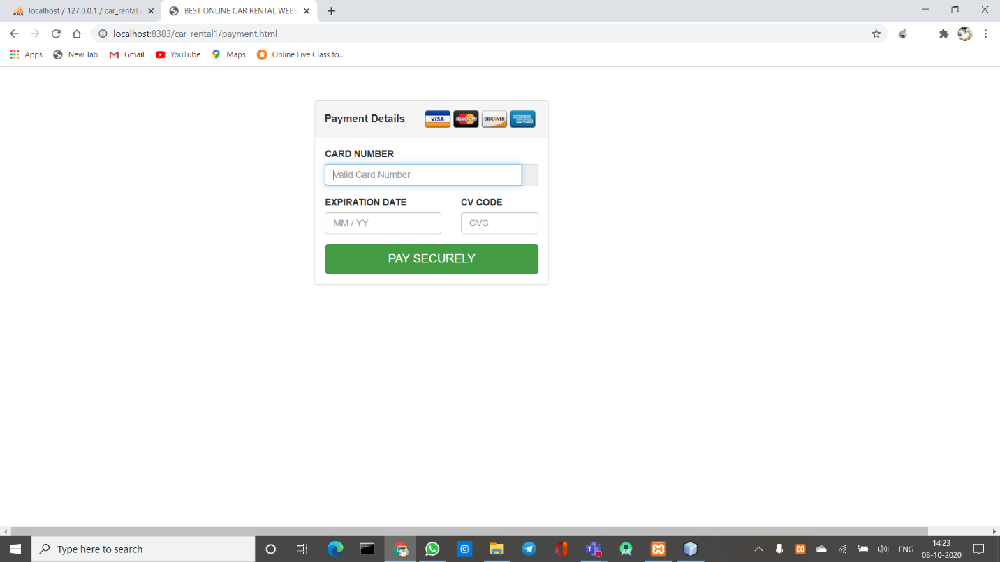 localhost / 127.0.0.1 / car_rental /
BEST ONLINE CAR RENTAL WEBS
localhost:8383/car_rental1/payment.html
Apps
New Tab
Gmail
YouTube
Maps
Online Live Class fo...
Payment Details
VISA
MasterCard
DISCOVER
AMERICAN EXPRESS
CARD NUMBER
Valid Card Number
EXPIRATION DATE
CV CODE
MM / YY
CVC
PAY SECURELY
Type here to search
ENG
14:23
08-10-2020